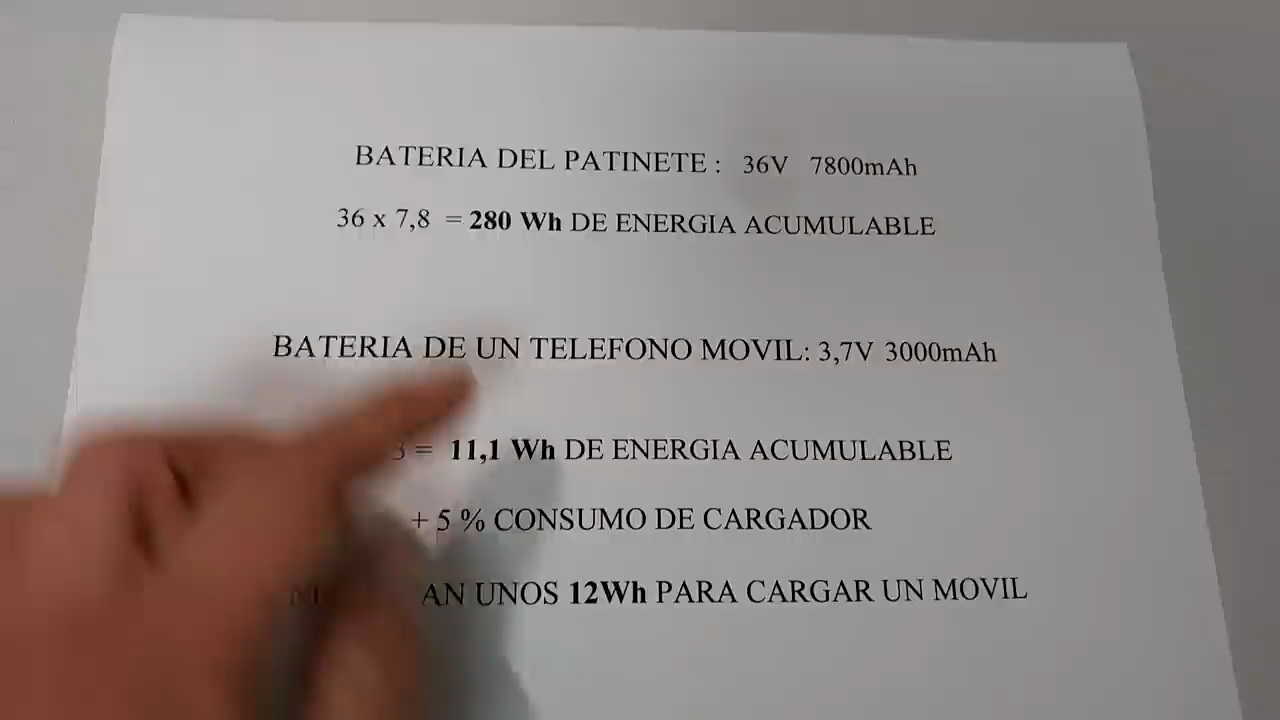 BATERIA DEL PATINETE : 36V 7800mAh
36 x 7,8 = 280 Wh DE ENERGIA ACUMULABLE
BATERIA DE UN TELEFONO MOVIL: 3,7V 3000mAh
3 = 11,1 Wh DE ENERGIA ACUMULABLE
+ 5 % CONSUMO DE CARGADOR
AN UNOS 12Wh PARA CARGAR UN MOVIL